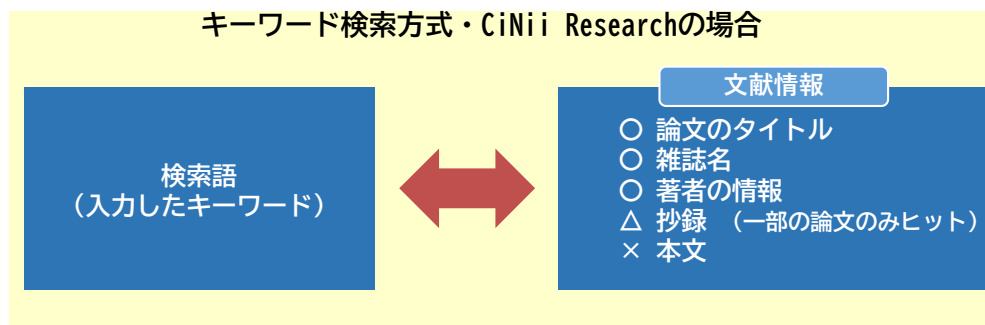 キーワード検索方式・CiNii Researchの場合
検索語
（入力したキーワード）
文献情報
〇 論文のタイトル
〇 雑誌名
〇 著者の情報
△ 抄録 （一部の論文のみヒット）
× 本文